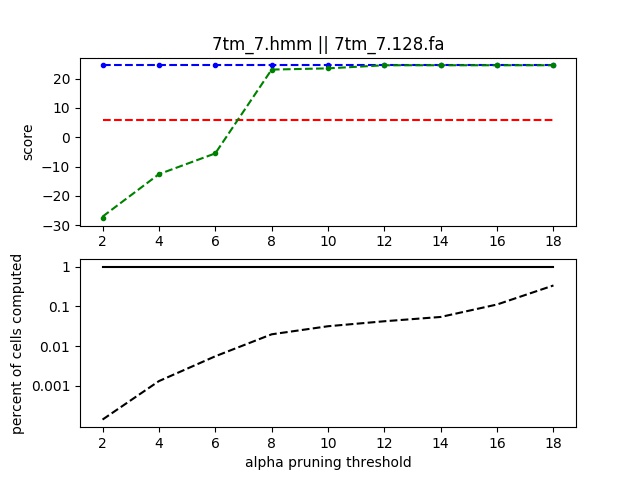 7tm_7.hmm || 7tm_7.128.fa
score
20
10
0
−10
−20
−30
2 4 6 8 10 12 14 16 18
percent of cells computed
1
0.1
0.01
0.001
2 4 6 8 10 12 14 16 18
alpha pruning threshold